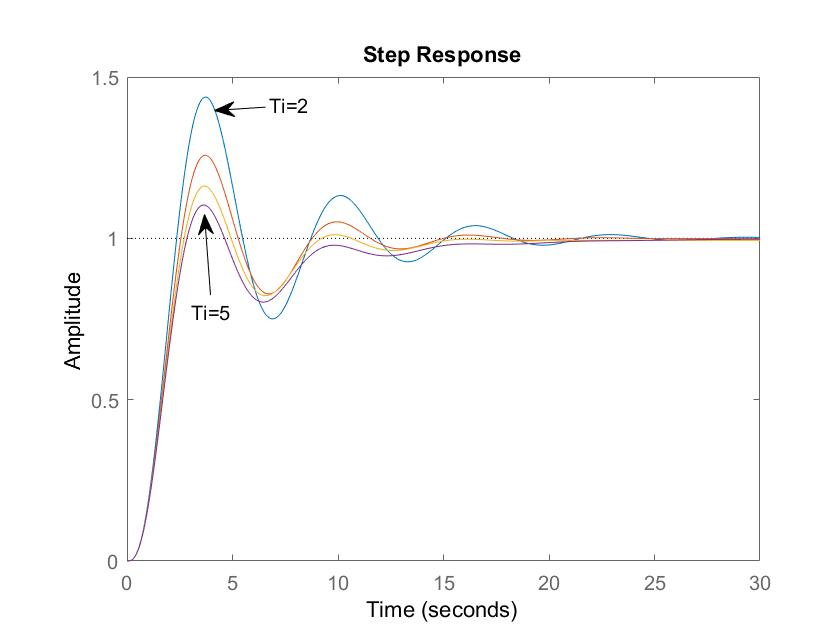 Step Response
1.5
Ti=2
1
Ti=5
0.5
0
0 5 10 15 20 25 30
Amplitude
Time (seconds)